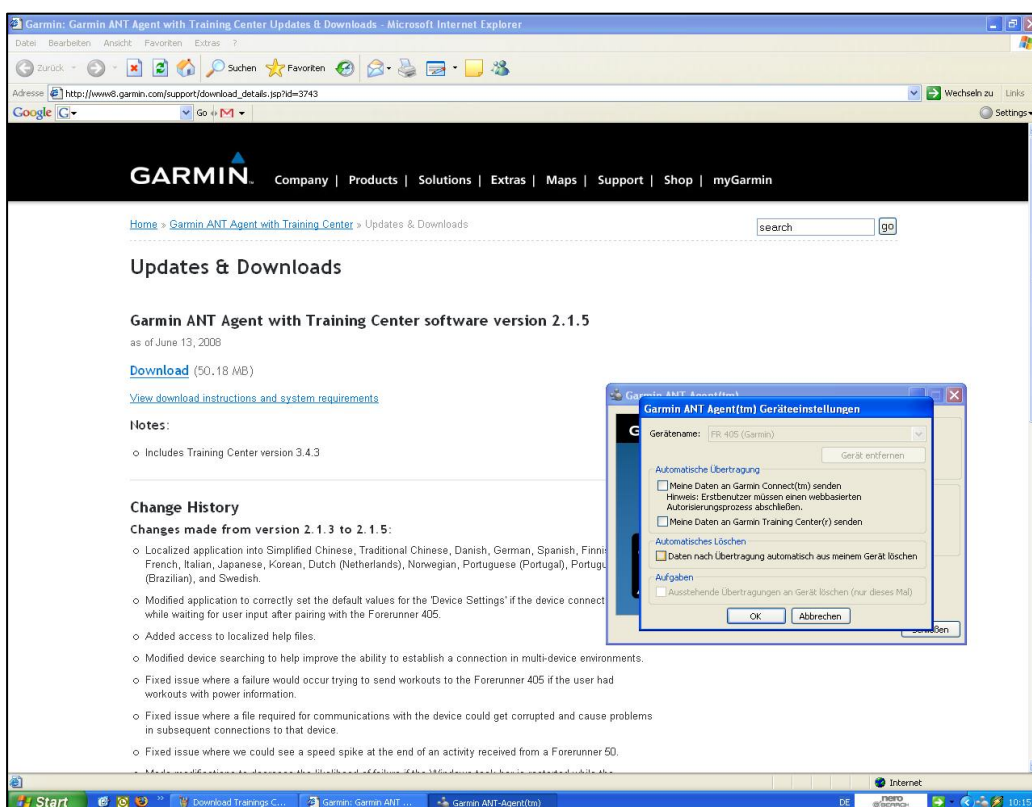 Garmin: Garmin ANT Agent with Training Center Updates & Downloads - Microsoft Internet Explorer
Datei Bearbeiten Ansicht Favoriten Extras ?
Zurück Suchen Favoriten
Adresse http://www8.garmin.com/support/download_details.jsp?id=3743 Wechseln zu Links
Google G Go M Settings
GARMIN Company | Products | Solutions | Extras | Maps | Support | Shop | myGarmin
Home » Garmin ANT Agent with Training Center » Updates & Downloads search go
Updates & Downloads
Garmin ANT Agent with Training Center software version 2.1.5
as of June 13, 2008
Download (50.18 MB)
View download instructions and system requirements
Notes:
Includes Training Center version 3.4.3
Change History
Changes made from version 2.1.3 to 2.1.5:
Localized application into Simplified Chinese, Traditional Chinese, Danish, German, Spanish,
French, Italian, Japanese, Korean, Dutch (Netherlands), Norwegian, Portuguese (Portugal),
(Brazilian), and Swedish.
Modified application to correctly set the default values for the 'Device Settings' if the device connect
while waiting for user input after pairing with the Forerunner 405.
Added access to localized help files.
Modified device searching to help improve the ability to establish a connection in multi-device environments.
Fixed issue where a failure would occur trying to send workouts to the Forerunner 405 if the user had
workouts with power information.
Fixed issue where a file required for communications with the device could get corrupted and cause problems
in subsequent connections to that device.
Fixed issue where we could see a speed spike at the end of an activity received from a Forerunner 50.
Garmin ANT Agent(tm)
Garmin ANT Agent(tm) Geräteeinstellungen
Gerätename: FR 405 (Garmin)
Gerät entfernen
Automatische Übertragung
Meine Daten an Garmin Connect(tm) senden
Hinweis: Erstbenutzer müssen einen webbasierten
Autorisierungsprozess abschließen.
Meine Daten an Garmin Training Center(r) senden
Automatisches Löschen
Daten nach Übertragung automatisch aus meinem Gerät löschen
Aufgaben
Ausstehende Übertragungen an Gerät löschen (nur dieses Mal)
OK Abbrechen
Internet
Start Download Trainings C... Garmin: Garmin ANT ... Garmin ANT-Agent(tm) DE nero 10:15